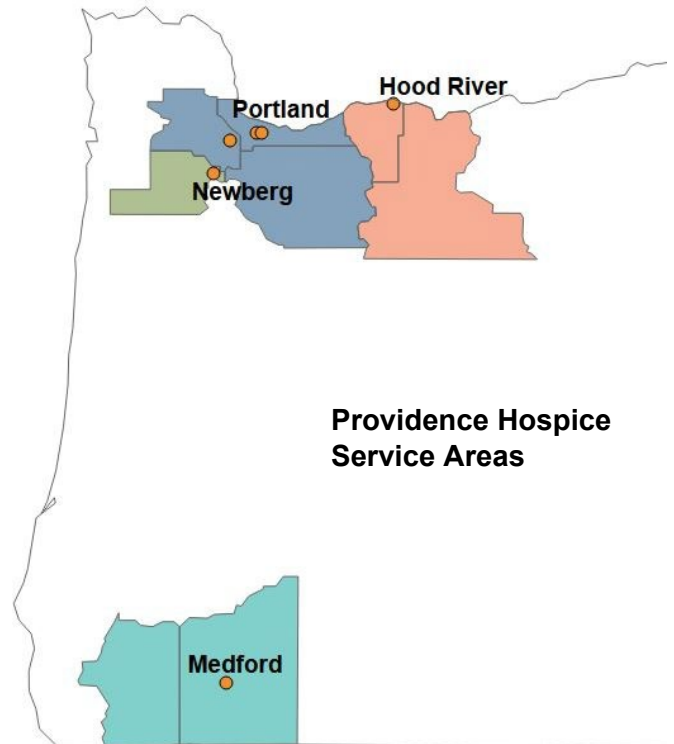 Hood River
Portland
Newberg
Providence Hospice
Service Areas
Medford